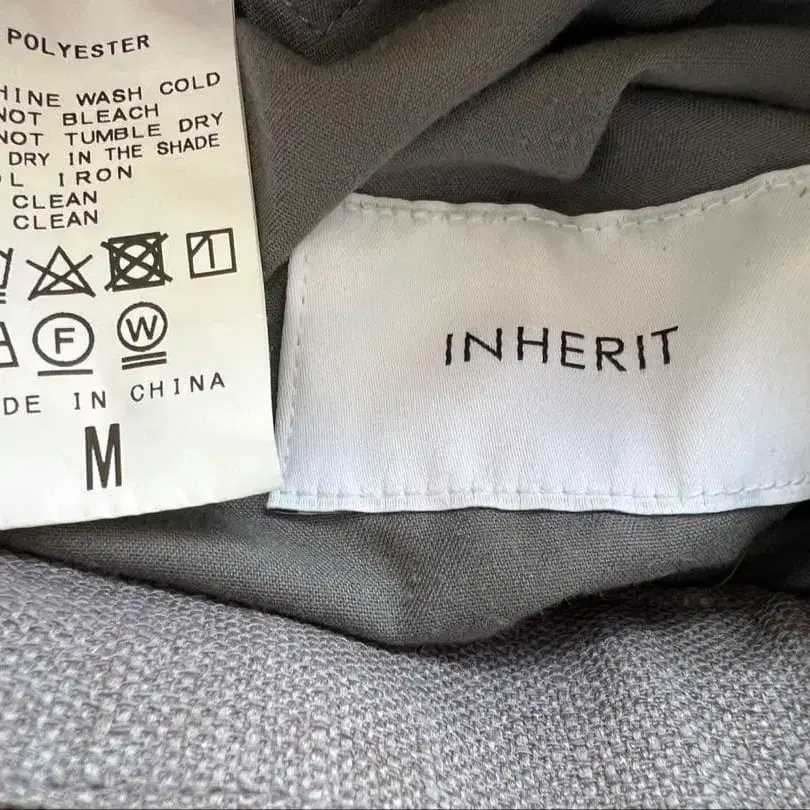 POLYESTER
HINE WASH COLD
NOT BLEACH
NOT TUMBLE DRY
DRY IN THE SHADE
L IRON
CLEAN
CLEAN
F
W
DE IN CHINA
M
INHERIT